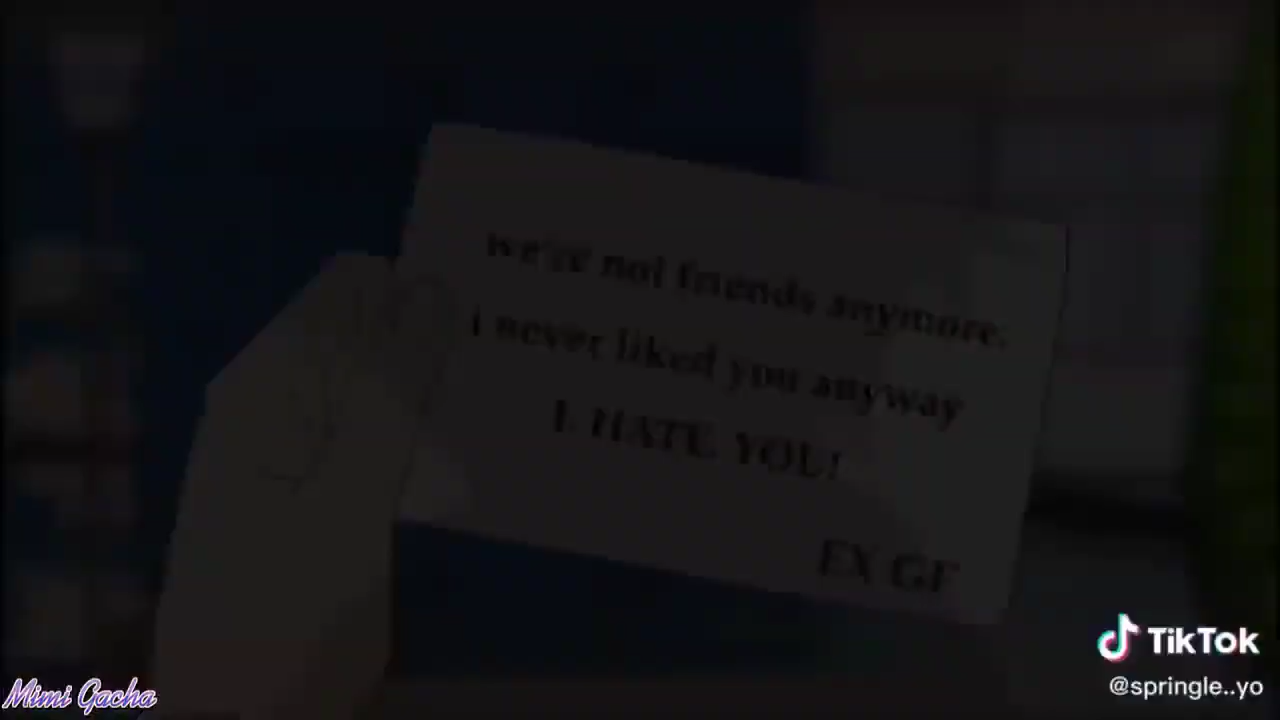 we're not friends anymore.
i never liked you anyway
I HATE YOU!
EX GF
TikTok
@springle..yo
Mimi Gacha